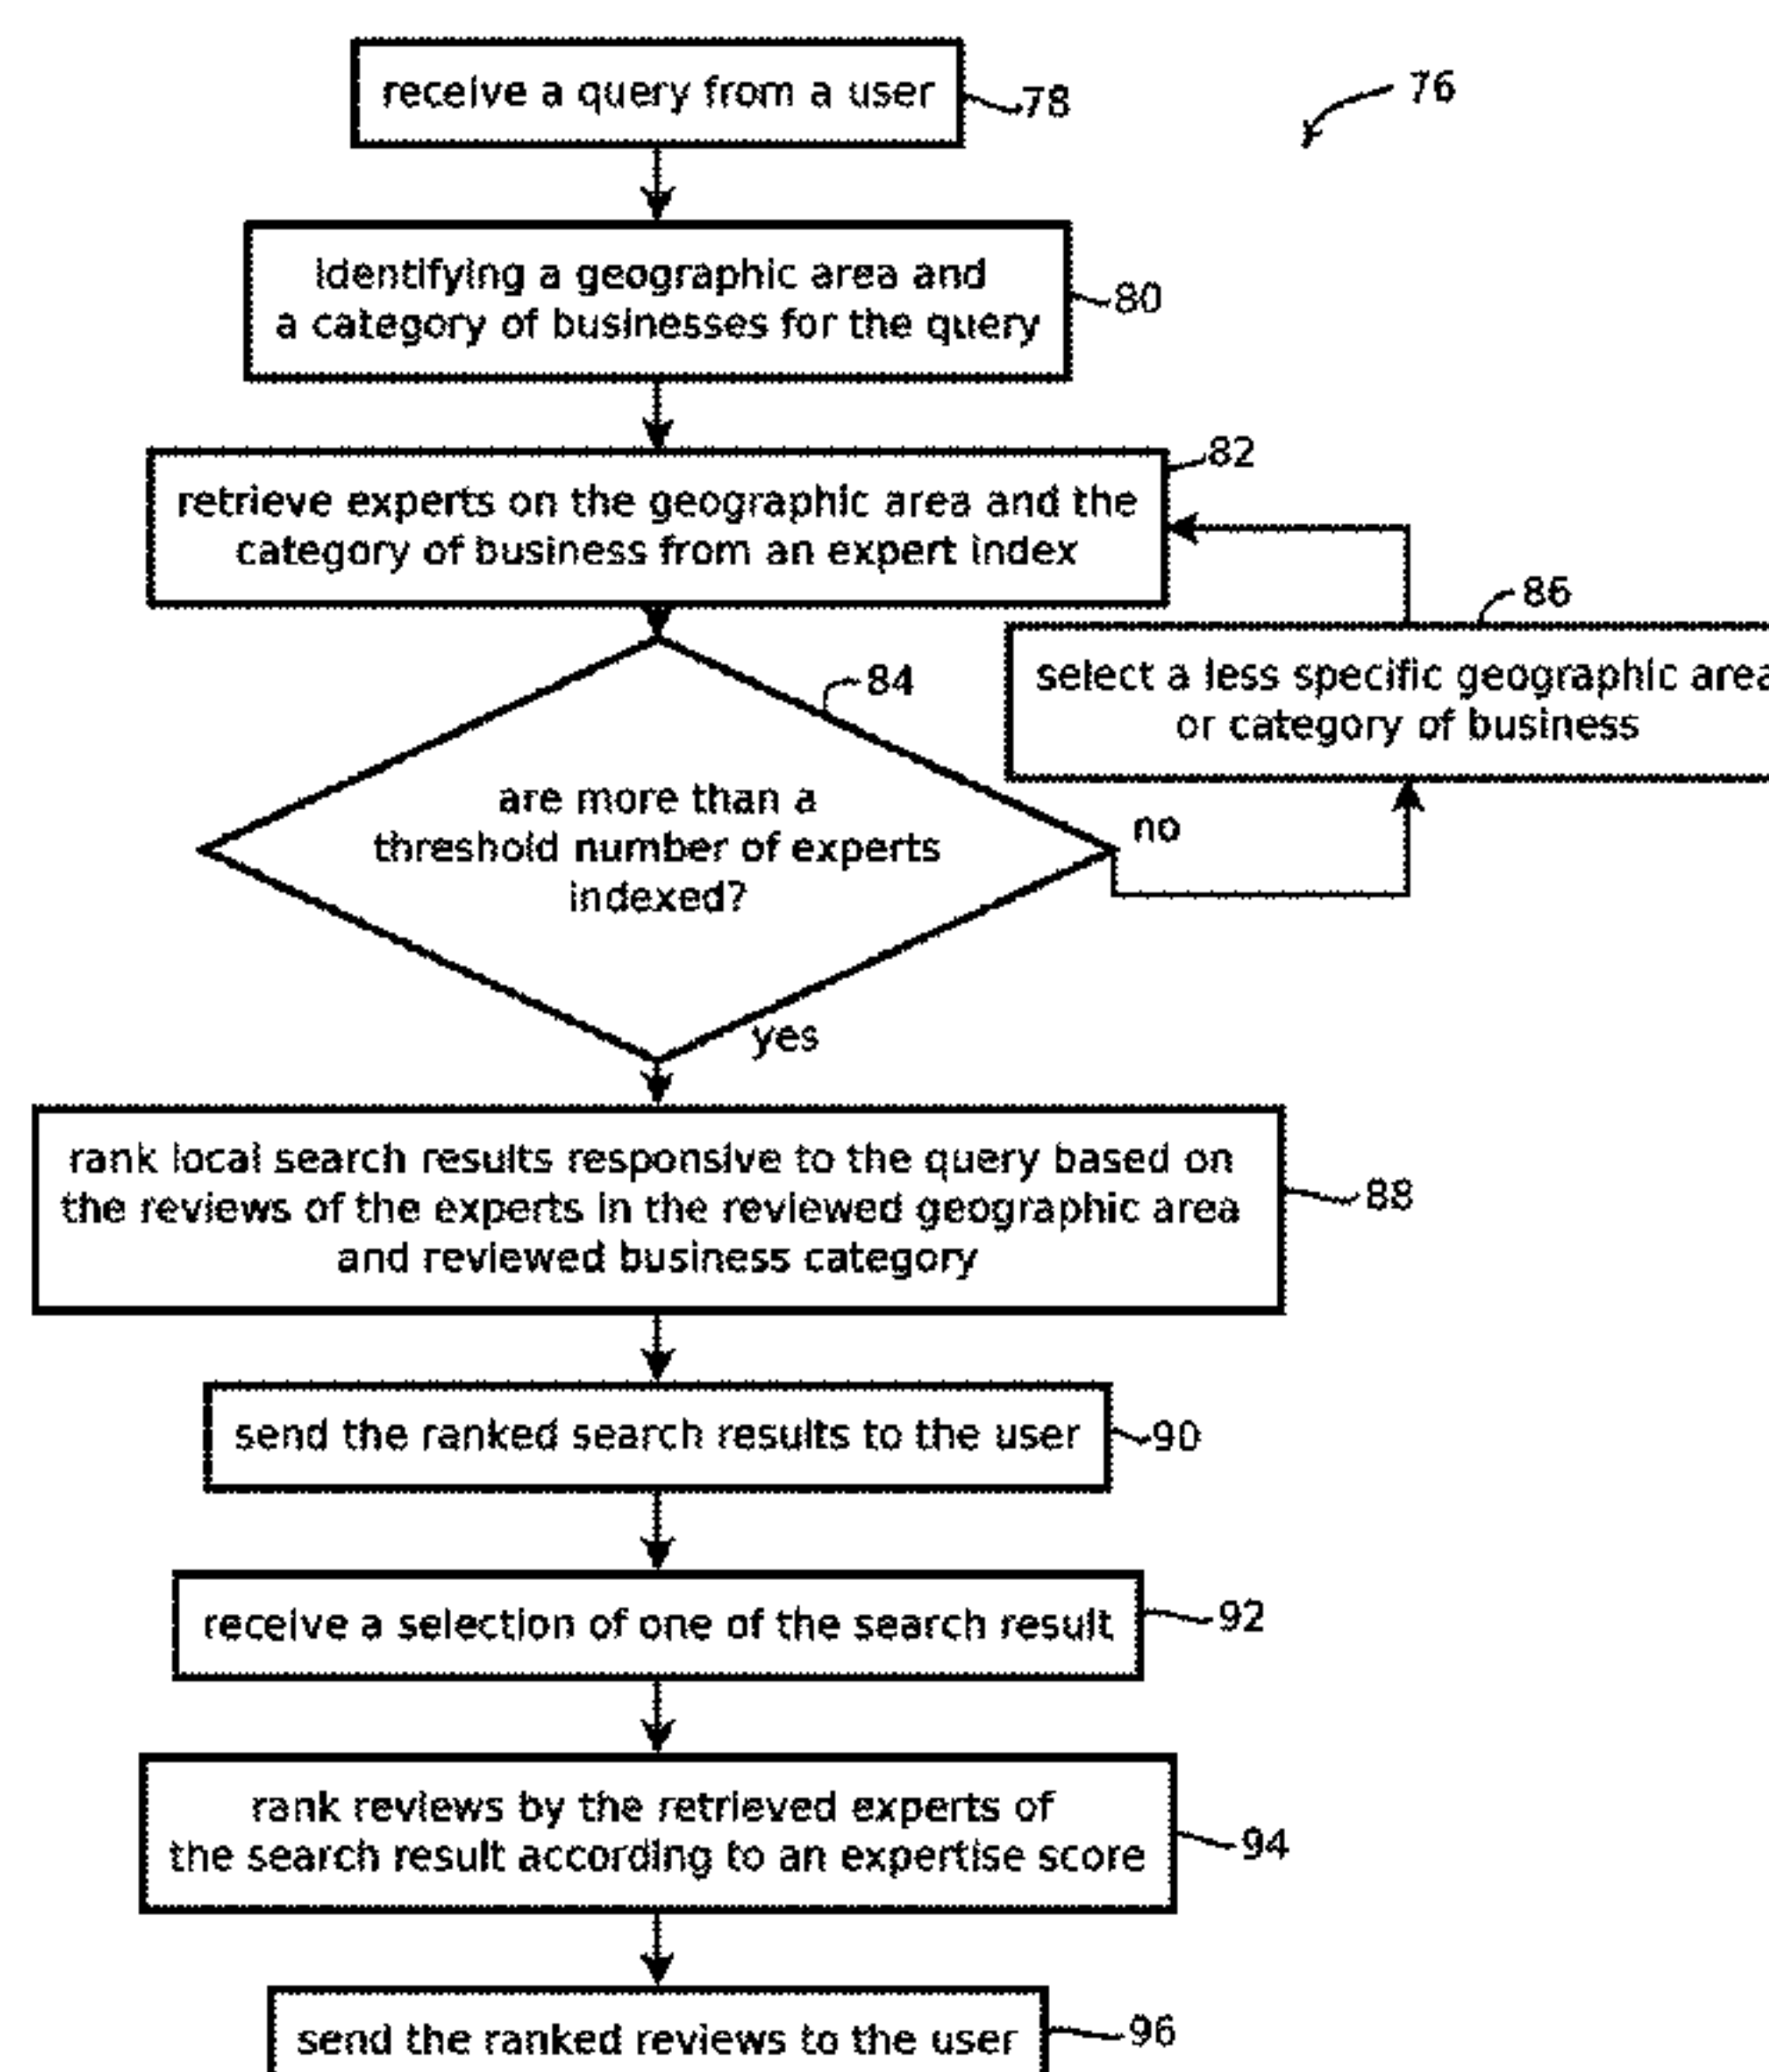 receive a query from a user
78
76
identifying a geographic area and
a category of businesses for the query
80
82
retrieve experts on the geographic area and the
category of business from an expert index
86
select a less specific geographic area
or category of business
84
are more than a
threshold number of experts
indexed?
no
yes
rank local search results responsive to the query based on
the reviews of the experts in the reviewed geographic area
and reviewed business category
88
send the ranked search results to the user
90
receive a selection of one of the search result
92
rank reviews by the retrieved experts of
the search result according to an expertise score
94
send the ranked reviews to the user
96